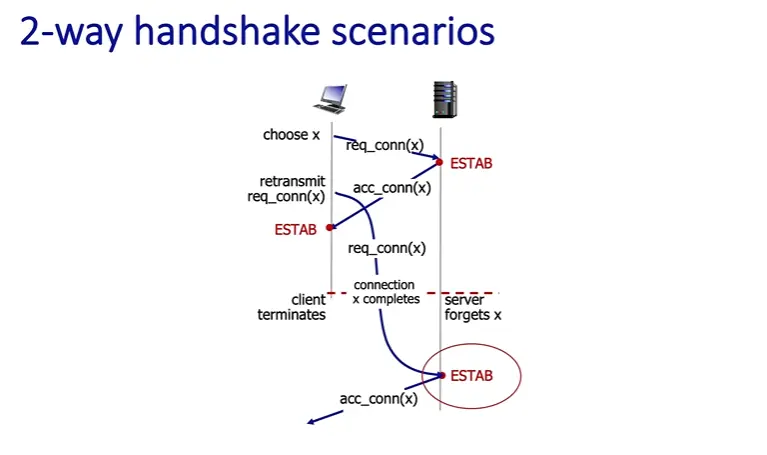 2-way handshake scenarios
choose x
req_conn(x)
ESTAB
retransmit
req_conn(x)
acc_conn(x)
ESTAB
req_conn(x)
connection
x completes
client
terminates
server
forgets x
ESTAB
acc_conn(x)